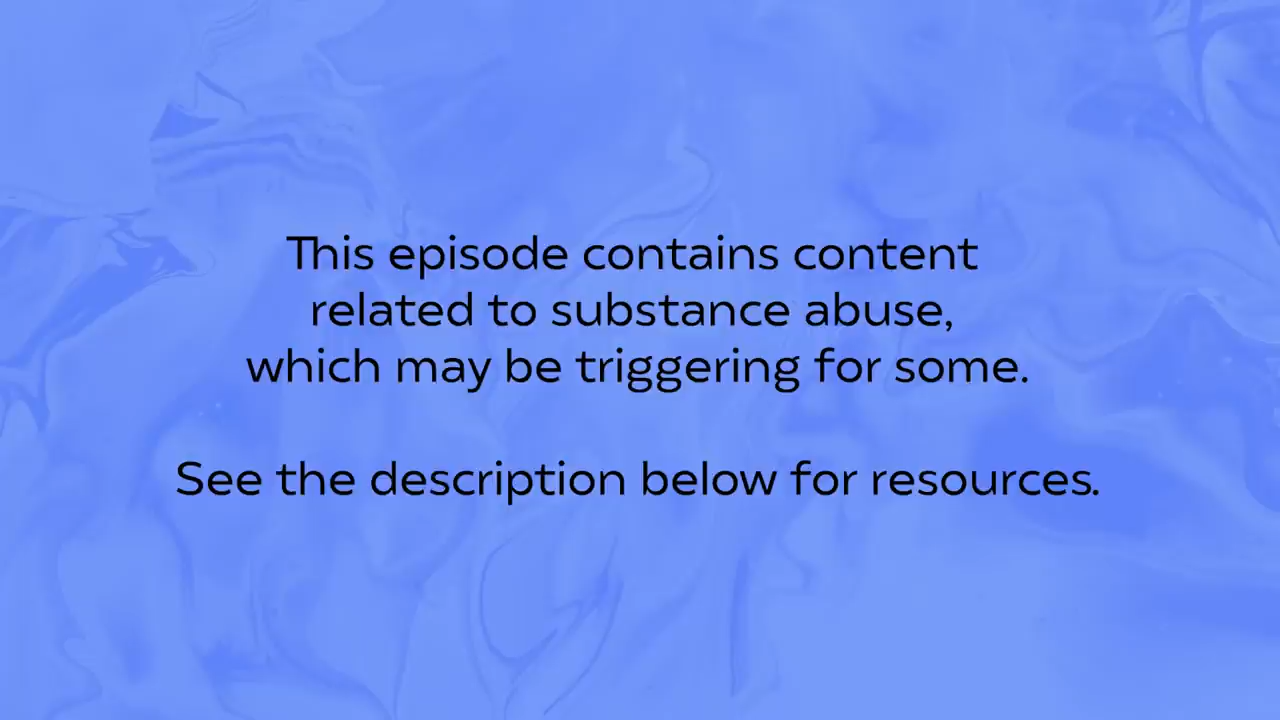 This episode contains content
related to substance abuse,
which may be triggering for some.
See the description below for resources.